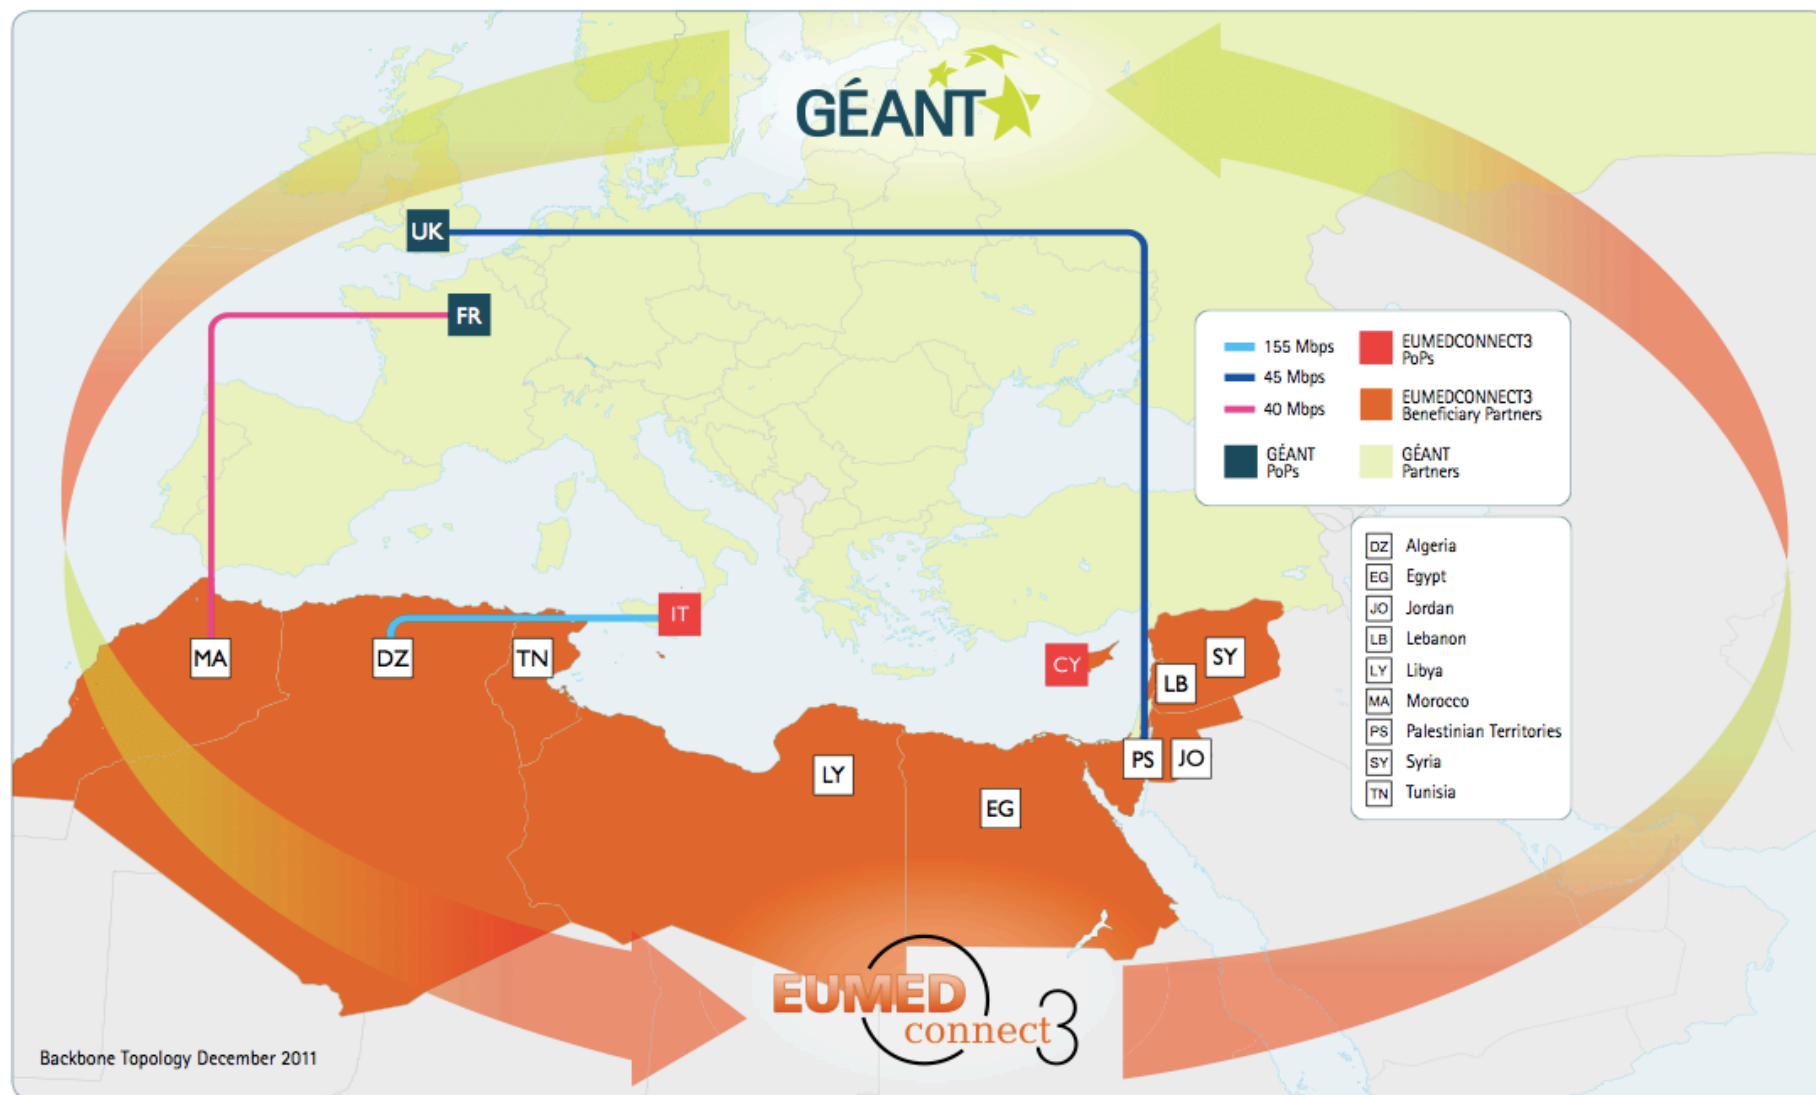 GÉANT
UK
FR
155 Mbps
45 Mbps
40 Mbps
GÉANT
PoPs
EUMEDCONNECT3
PoPs
EUMEDCONNECT3
Beneficiary Partners
GÉANT
Partners
DZ Algeria
EG Egypt
JO Jordan
LB Lebanon
LY Libya
MA Morocco
PS Palestinian Territories
SY Syria
TN Tunisia
IT
MA
DZ
TN
CY
SY
LB
PS
JO
LY
EG
EUMED
connect3
Backbone Topology December 2011